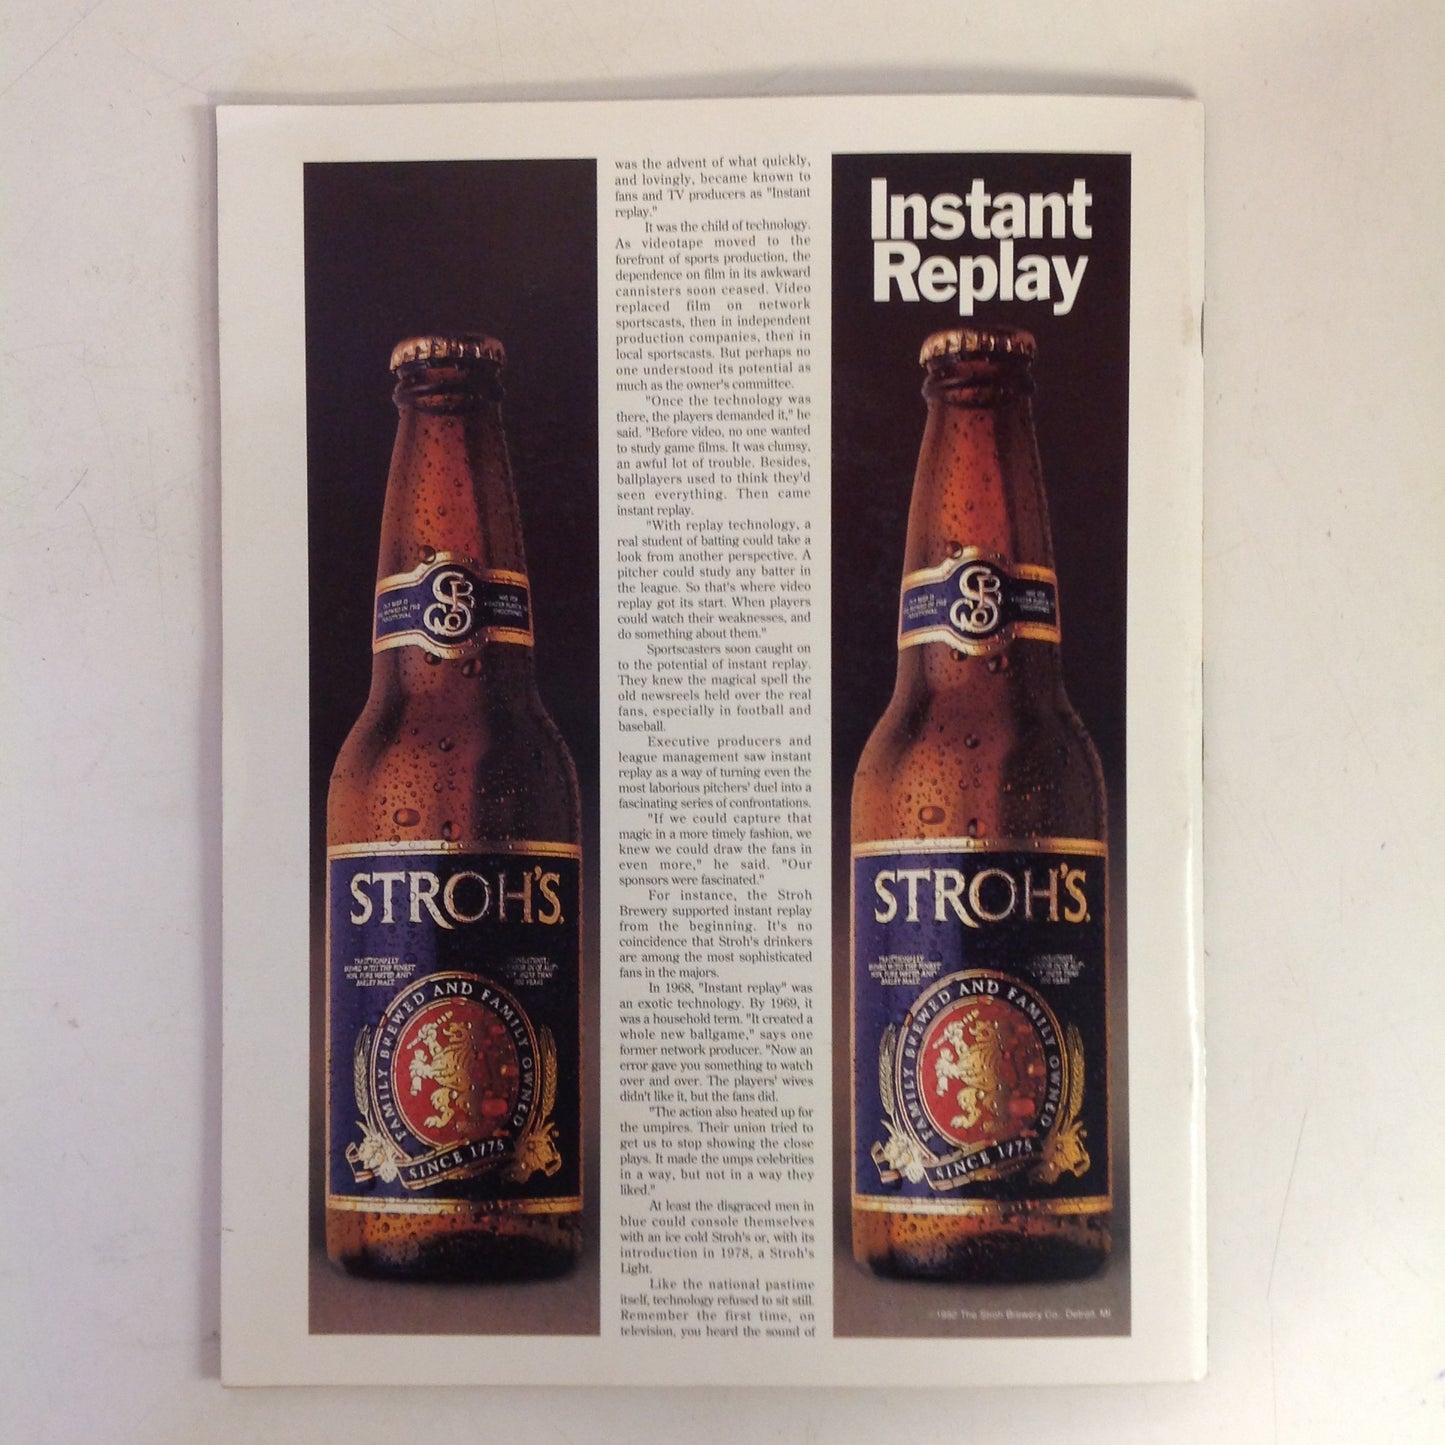 STROH'S
FAMILY BREWED AND FAMILY OWNED
SINCE 1775
was the advent of what quickly,
and lovingly, became known to
fans and TV producers as "Instant
replay."
It was the child of technology.
As videotape moved to the
forefront of sports production, the
dependence on film in its awkward
cannisters soon ceased. Video
replaced film on network
sportscasts, then in independent
production companies, then in
local sportscasts. But perhaps no
one understood its potential as
much as the owner's committee.
"Once the technology was
there, the players demanded it," he
said. "Before video, no one wanted
to study game films. It was clumsy,
an awful lot of trouble. Besides,
ballplayers used to think they'd
seen everything. Then came
instant replay.
"With replay technology, a
real student of batting could take a
look from another perspective. A
pitcher could study any batter in
the league. So that's where video
replay got its start. When players
could watch their weaknesses, and
do something about them."
Sportscasters soon caught on
to the potential of instant replay.
They knew the magical spell the
old newsreels held over the real
fans, especially in football and
baseball.
Executive producers and
league management saw instant
replay as a way of turning even the
most laborious pitchers' duel into a
fascinating series of confrontations.
"If we could capture that
magic in a more timely fashion, we
knew we could draw the fans in
even more," he said. "Our
sponsors were fascinated."
For instance, the Stroh
Brewery supported instant replay
from the beginning. It's no
coincidence that Stroh's drinkers
are among the most sophisticated
fans in the majors.
In 1968, "Instant replay" was
an exotic technology. By 1969, it
was a household term. "It created a
whole new ballgame," says one
former network producer. "Now an
error gave you something to watch
over and over. The players' wives
didn't like it, but the fans did.
"The action also heated up for
the umpires. Their union tried to
get us to stop showing the close
plays. It made the umps celebrities
in a way, but not in a way they
liked."
At least the disgraced men in
blue could console themselves
with an ice cold Stroh's or, with its
introduction in 1978, a Stroh's
Light.
Like the national pastime
itself, technology refused to sit still.
Remember the first time, on
television, you heard the sound of
Instant
Replay
STROH'S
FAMILY BREWED AND FAMILY OWNED
SINCE 1775
©1992 The Stroh Brewery Co., Detroit, MI